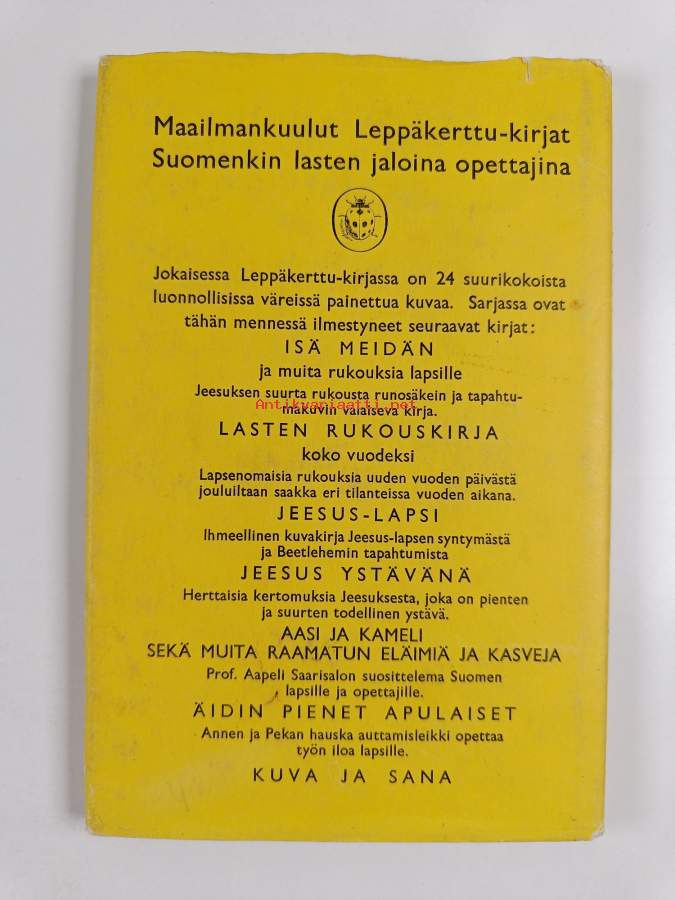 Maailmankuulut Leppäkerttu-kirjat
Suomenkin lasten jaloina opettajina
Jokaisessa Leppäkerttu-kirjassa on 24 suurikokoista
luonnollisissa väreissä painettua kuvaa. Sarjassa ovat
tähän mennessä ilmestyneet seuraavat kirjat:
ISÄ MEIDÄN
ja muita rukouksia lapsille
Jeesuksen suurta rukousta runosäkein ja tapahtu-
Antikvariaatti.net
makuvin valaiseva kirja.
LASTEN RUKOUSKIRJA
koko vuodeksi
Lapsenomaisia rukouksia uuden vuoden päivästä
jouluiltaan saakka eri tilanteissa vuoden aikana.
JEESUS-LAPSI
Ihmeellinen kuvakirja Jeesus-lapsen syntymästä
ja Beetlehemin tapahtumista
JEESUS YSTÄVÄNÄ
Herttaisia kertomuksia Jeesuksesta, joka on pienten
ja suurten todellinen ystävä.
AASI JA KAMELI
SEKÄ MUITA RAAMATUN ELÄIMIÄ JA KASVEJA
Prof. Aapeli Saarisalon suosittelema Suomen
lapsille ja opettajille.
ÄIDIN PIENET APULAISET
Annen ja Pekan hauska auttamisleikki opettaa
työn iloa lapsille.
KUVA JA SANA